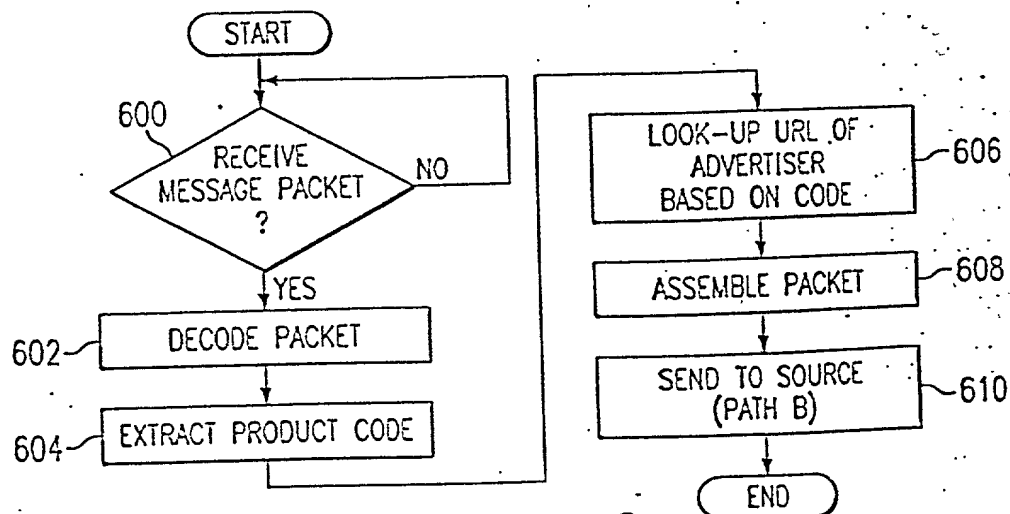 START
600
RECEIVE
MESSAGE PACKET
?
NO
YES
602
DECODE PACKET
604
EXTRACT PRODUCT CODE
LOOK-UP URL OF
ADVERTISER
BASED ON CODE
606
ASSEMBLE PACKET
608
SEND TO SOURCE
(PATH B)
610
END